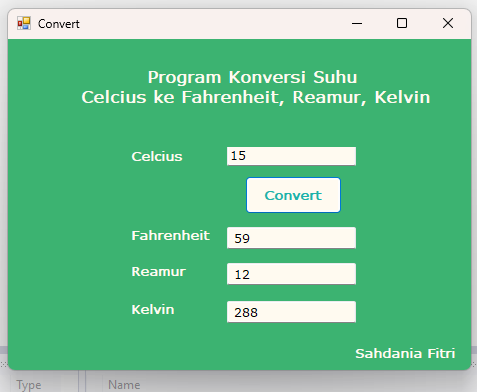 Convert
Program Konversi Suhu
Celcius ke Fahrenheit, Reamur, Kelvin
Celcius 15
Convert
Fahrenheit 59
Reamur 12
Kelvin 288
Sahdania Fitri
Type Name